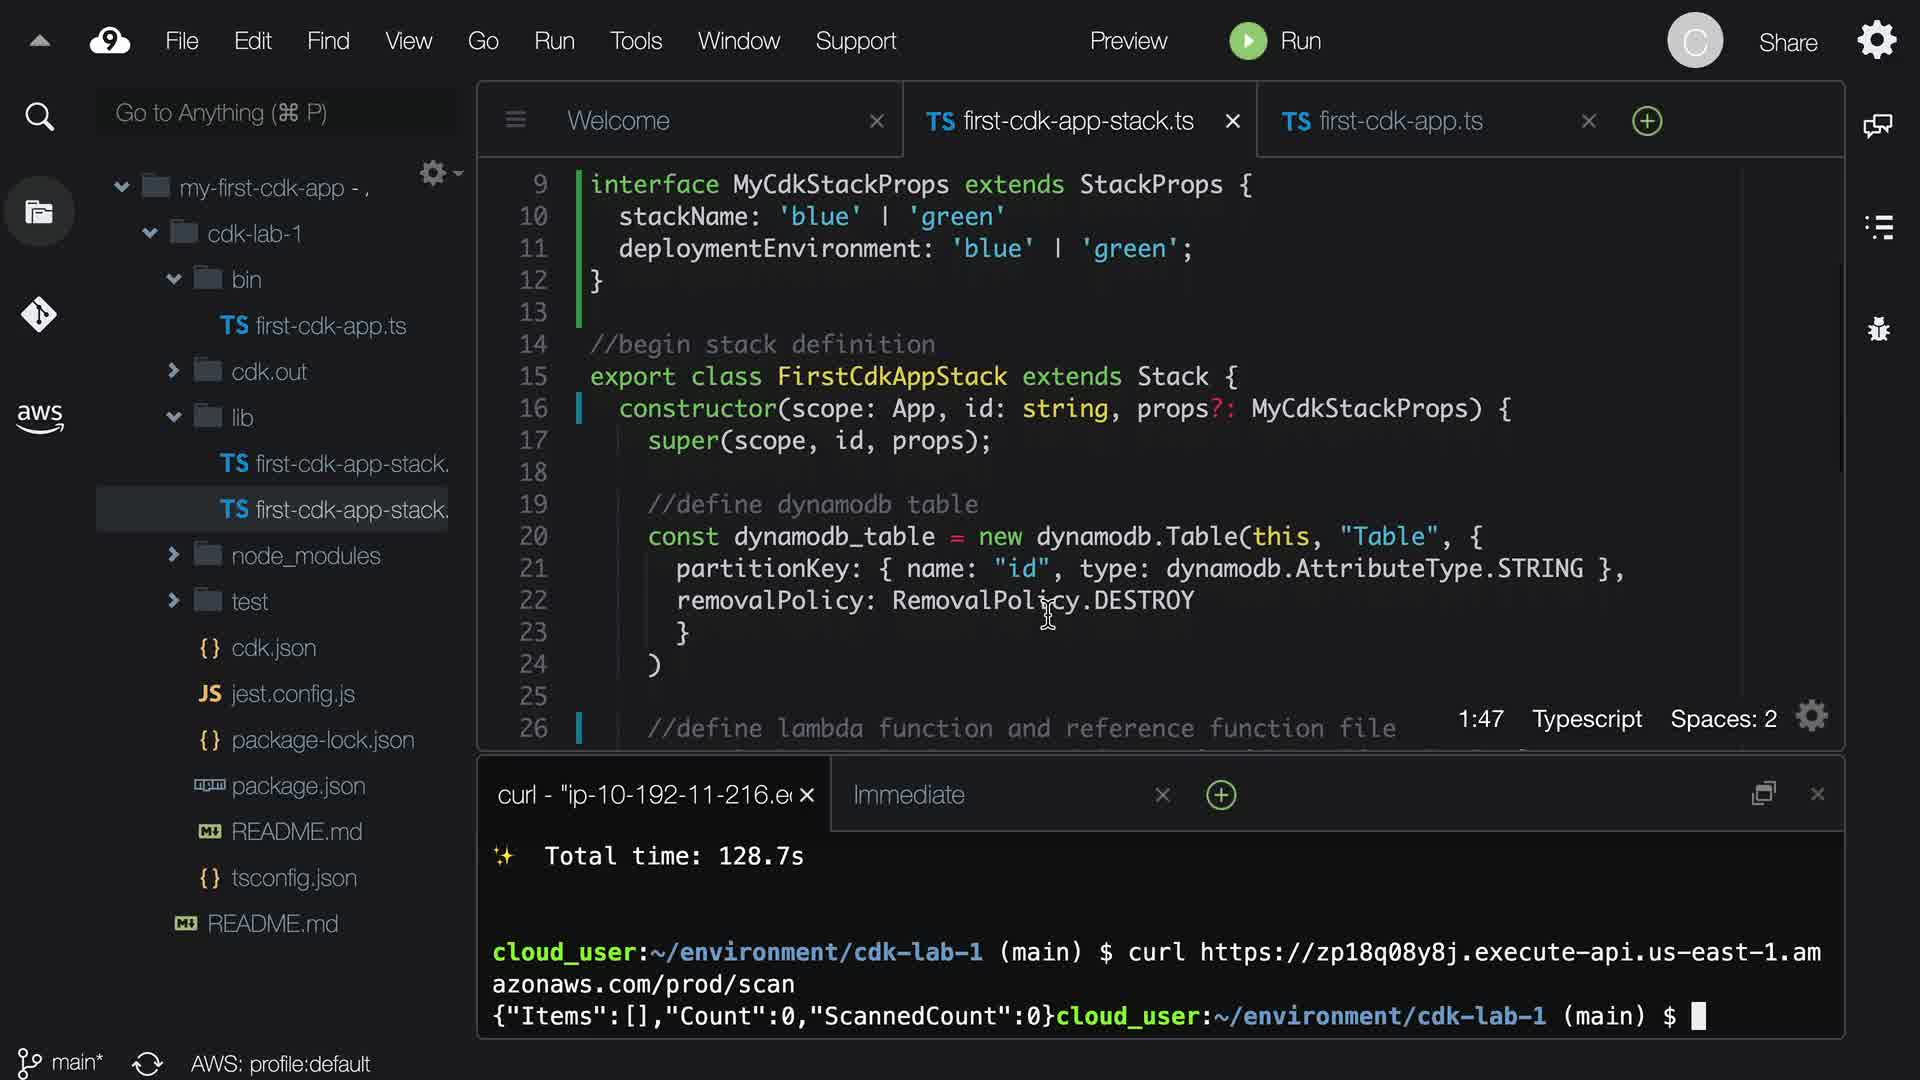 9 File Edit Find View Go Run Tools Window Support Preview Run C Share
Go to Anything (⌘ P)
Welcome
TS first-cdk-app-stack.ts
TS first-cdk-app.ts
my-first-cdk-app - ,
cdk-lab-1
bin
TS first-cdk-app.ts
cdk.out
lib
TS first-cdk-app-stack.
TS first-cdk-app-stack.
node_modules
test
{} cdk.json
JS jest.config.js
{} package-lock.json
package.json
README.md
{} tsconfig.json
README.md
aws
9 interface MyCdkStackProps extends StackProps {
10 stackName: 'blue' | 'green'
11 deploymentEnvironment: 'blue' | 'green';
12 }
13
14 //begin stack definition
15 export class FirstCdkAppStack extends Stack {
16 constructor(scope: App, id: string, props?: MyCdkStackProps) {
17 super(scope, id, props);
18
19 //define dynamodb table
20 const dynamodb_table = new dynamodb.Table(this, "Table", {
21 partitionKey: { name: "id", type: dynamodb.AttributeType.STRING },
22 removalPolicy: RemovalPolicy.DESTROY
23 }
24 )
25
26 //define lambda function and reference function file
1:47 Typescript Spaces: 2
curl - "ip-10-192-11-216.e
Immediate
✨ Total time: 128.7s
cloud_user:~/environment/cdk-lab-1 (main) $ curl https://zp18q08y8j.execute-api.us-east-1.am
azonaws.com/prod/scan
{"Items":[],"Count":0,"ScannedCount":0}cloud_user:~/environment/cdk-lab-1 (main) $
main* AWS: profile:default